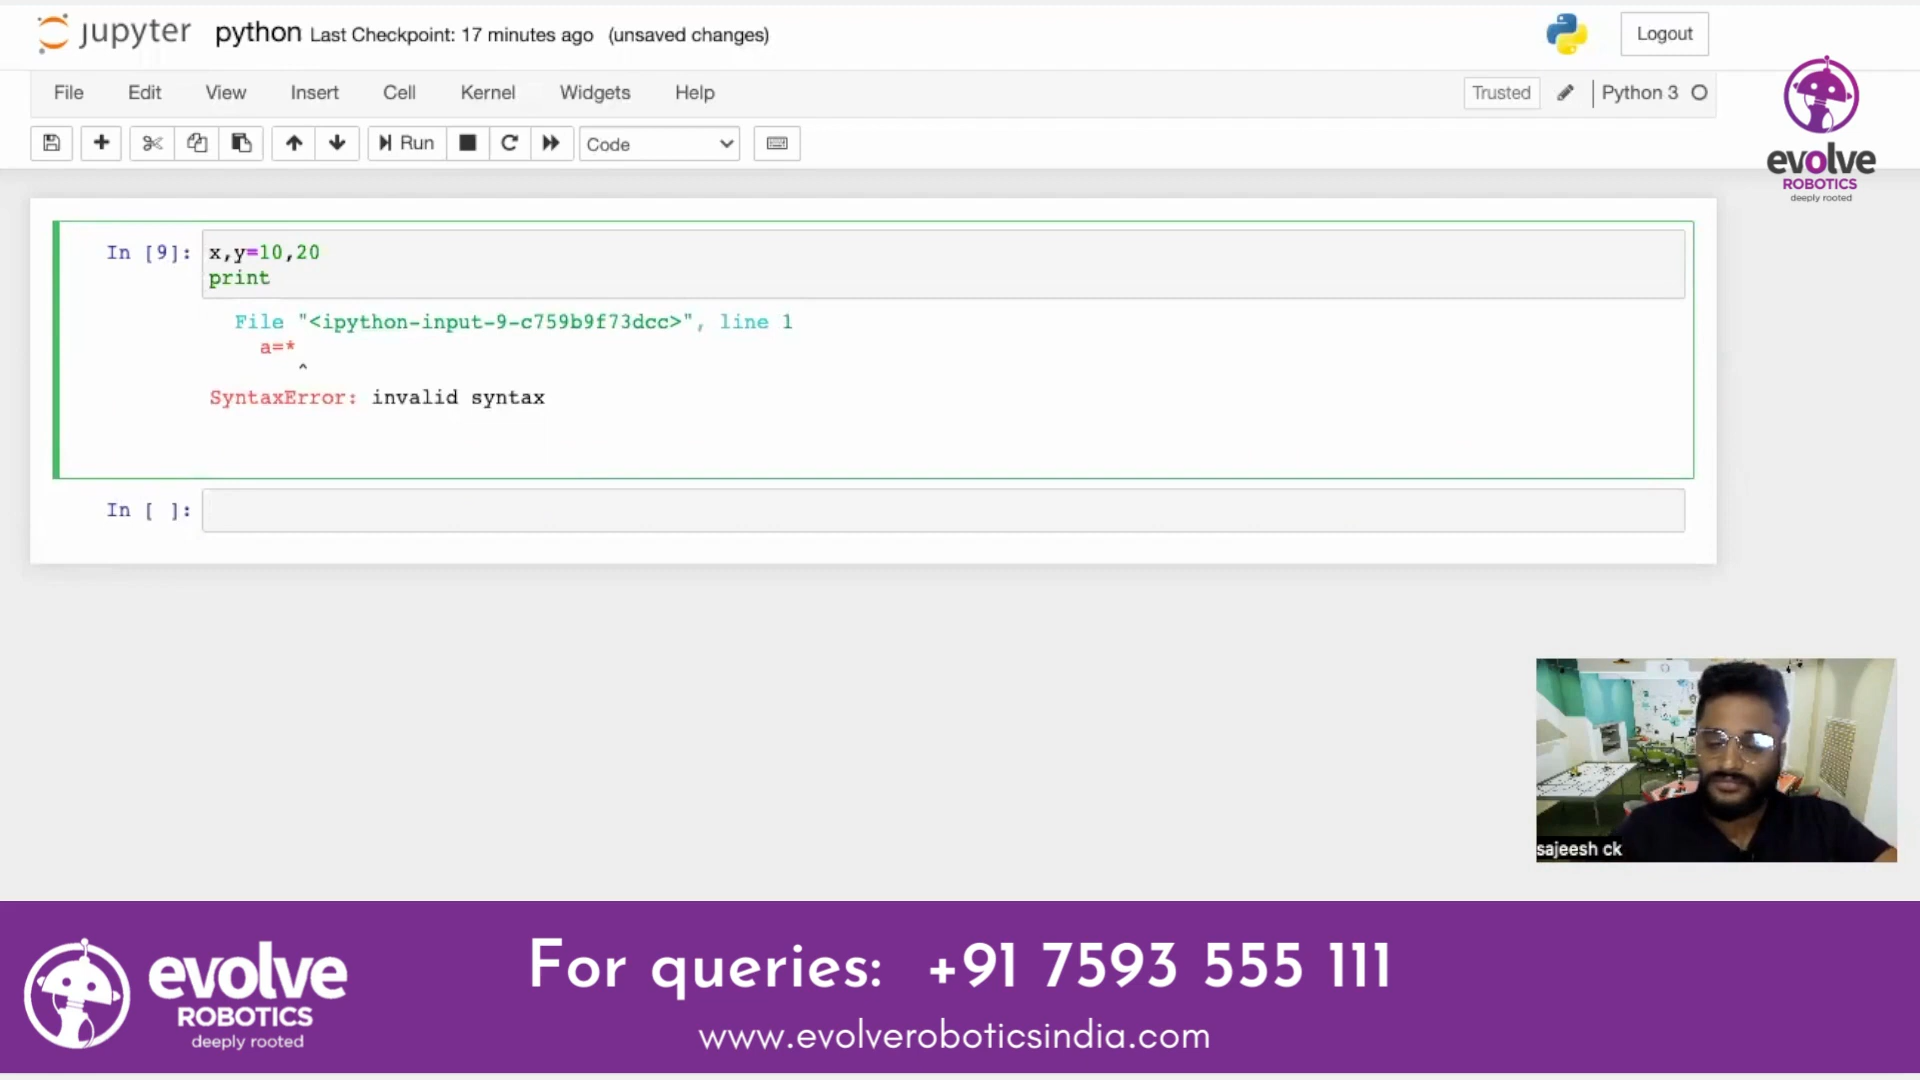 jupyter python Last Checkpoint: 17 minutes ago (unsaved changes)
Logout
File Edit View Insert Cell Kernel Widgets Help
Trusted
Python 3
Run
Code
evolve
ROBOTICS
deeply rooted
In [9]: x,y=10,20
print
File "<ipython-input-9-c759b9f73dcc>", line 1
a=*
^
SyntaxError: invalid syntax
In [ ]:
sajeesh ck
evolve
ROBOTICS
deeply rooted
For queries: +91 7593 555 111
www.evolveroboticsindia.com